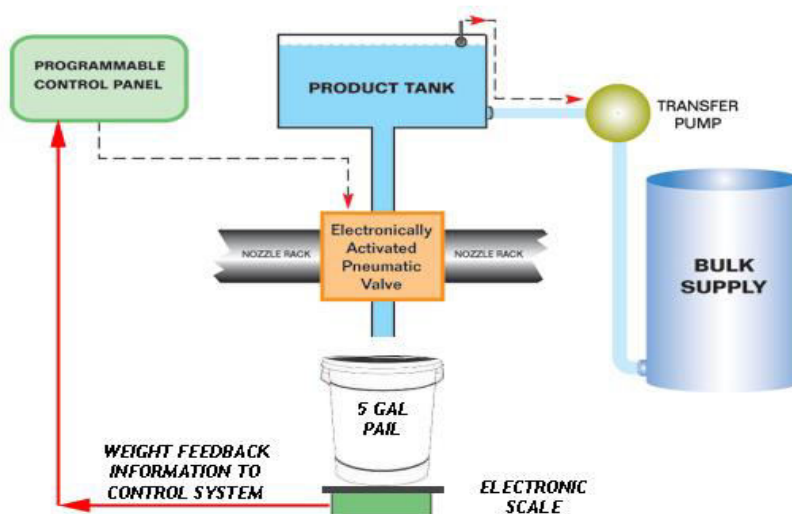 PROGRAMMABLE
CONTROL PANEL
PRODUCT TANK
TRANSFER
PUMP
Electronically
Activated
Pneumatic
Valve
NOZZLE RACK
NOZZLE RACK
BULK
SUPPLY
5 GAL
PAIL
WEIGHT FEEDBACK
INFORMATION TO
CONTROL SYSTEM
ELECTRONIC
SCALE